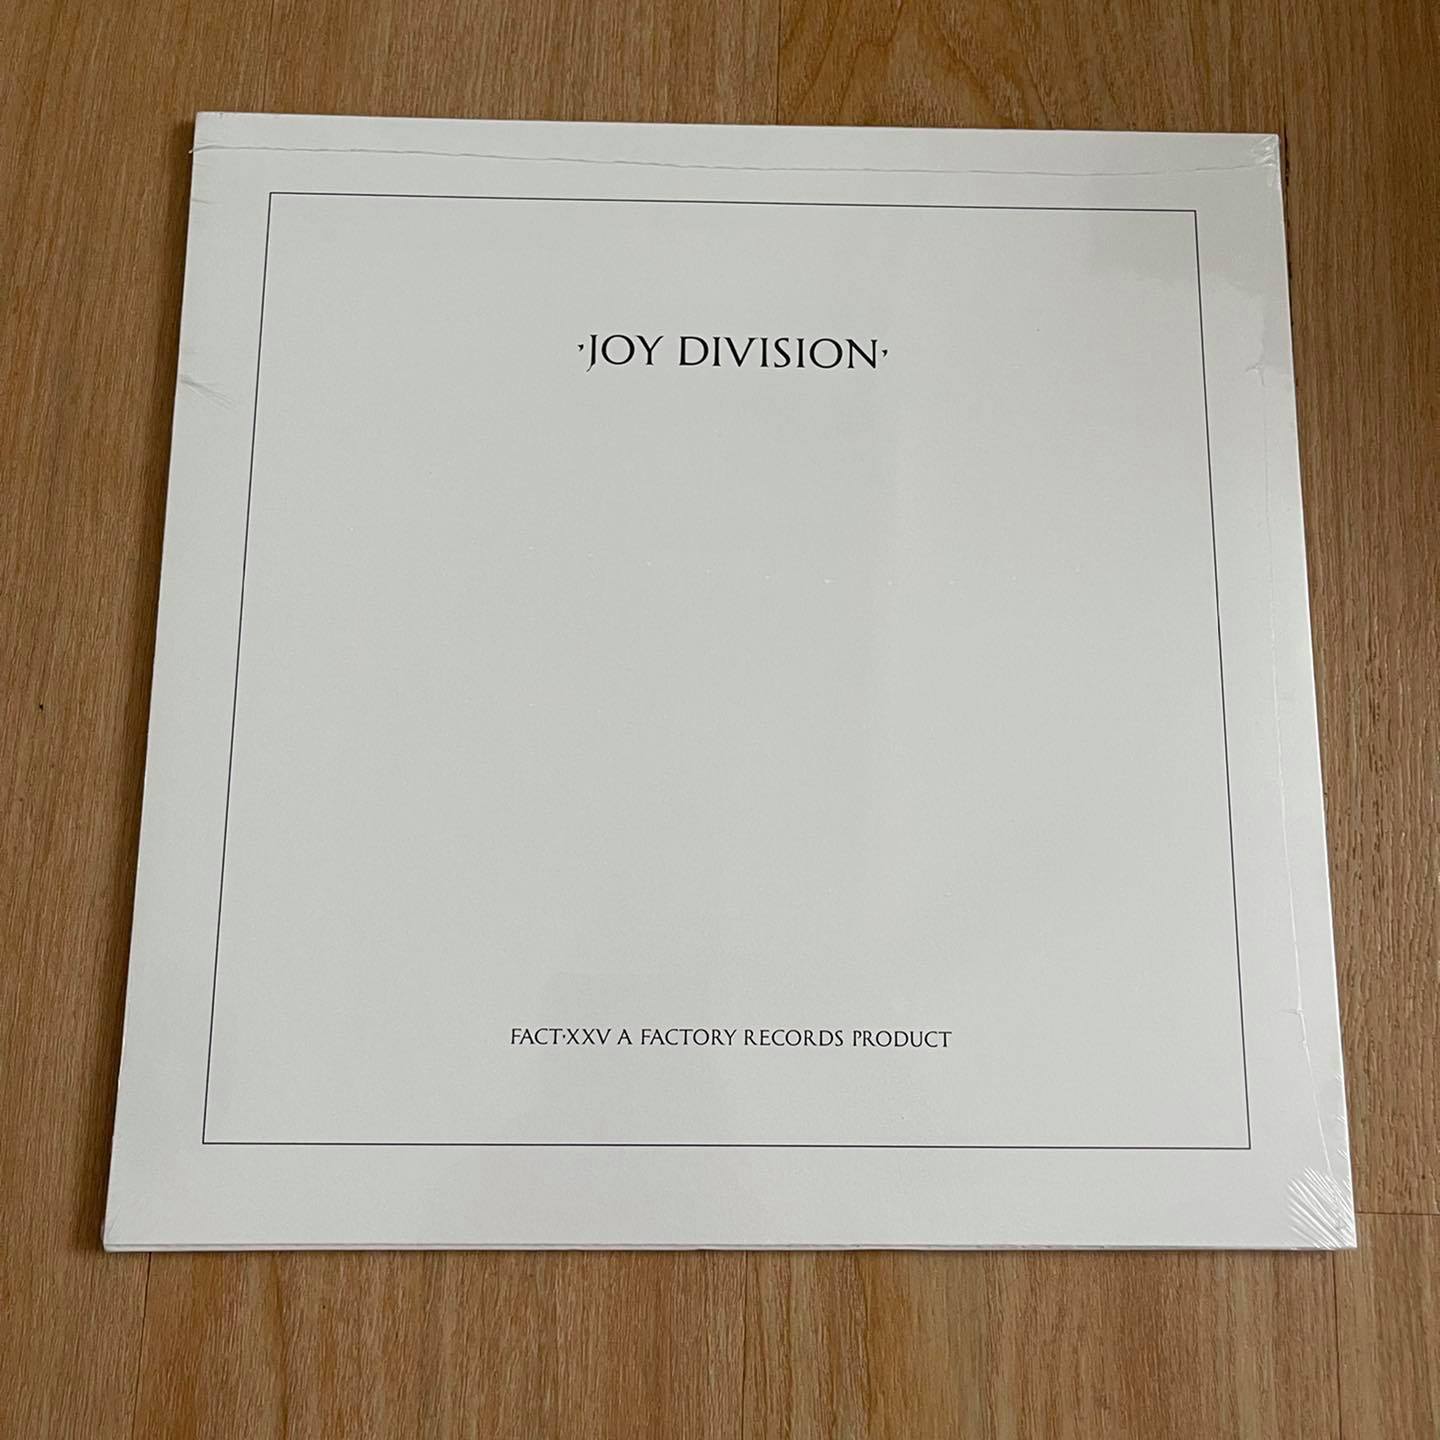 ·JOY DIVISION·
FACT·XXV A FACTORY RECORDS PRODUCT